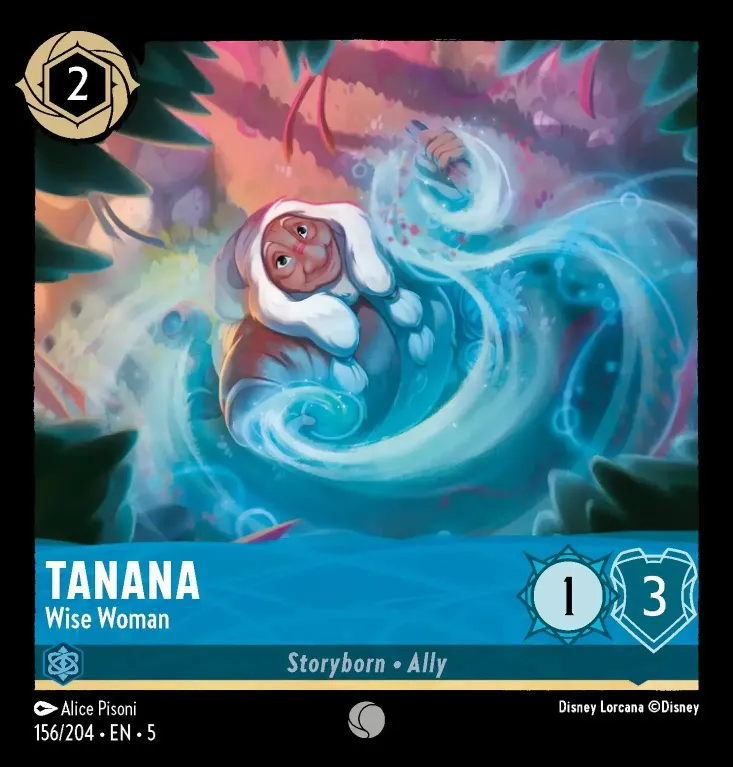 2
TANANA
Wise Woman
1
3
Storyborn • Ally
Alice Pisoni
Disney Lorcana ©Disney
156/204 • EN • 5